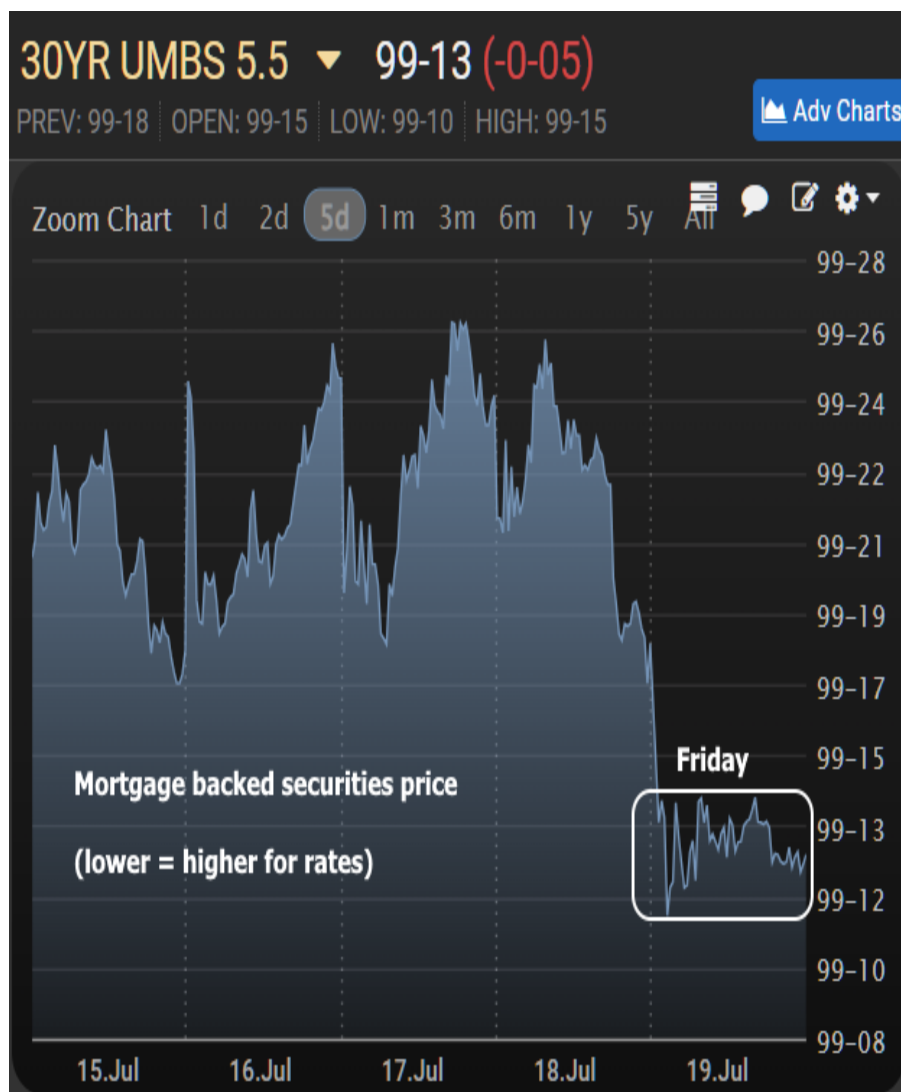 30YR UMBS 5.5 99-13 (-0-05)
PREV: 99-18 OPEN: 99-15 LOW: 99-10 HIGH: 99-15
Adv Charts
Zoom Chart 1d 2d 5d 1m 3m 6m 1y 5y All
99-28
99-26
99-24
99-22
99-21
99-19
99-17
Friday
99-15
Mortgage backed securities price
99-13
(lower = higher for rates)
99-12
99-10
99-08
15.Jul 16.Jul 17.Jul 18.Jul 19.Jul